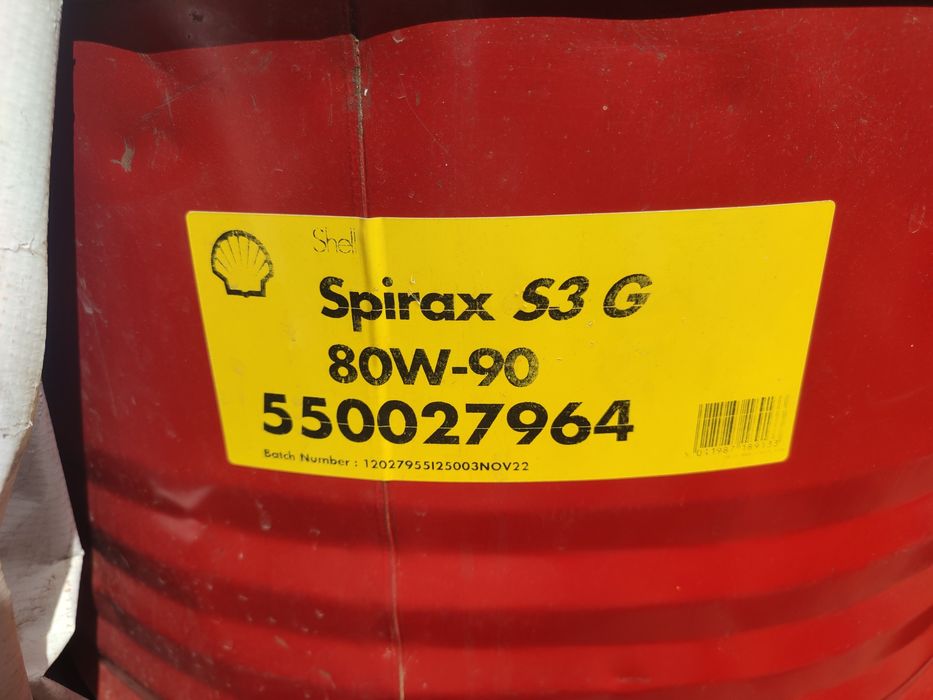 Shell
Spirax S3 G
80W-90
550027964
Batch Number : 12027955I25003NOV22